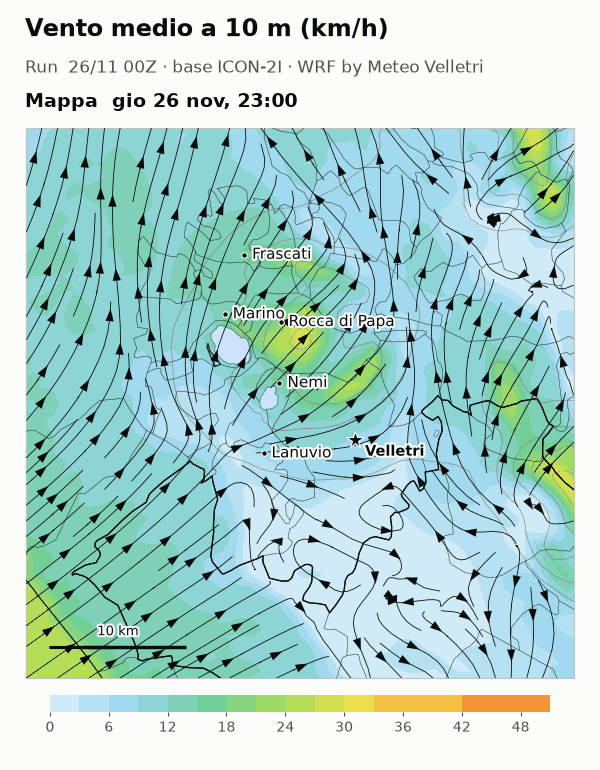 Vento medio a 10 m (km/h)
Run 26/11 00Z · base ICON-2I · WRF by Meteo Velletri
Mappa gio 26 nov, 23:00
Frascati
Marino
Rocca di Papa
Nemi
Lanuvio
Velletri
10 km
0 6 12 18 24 30 36 42 48